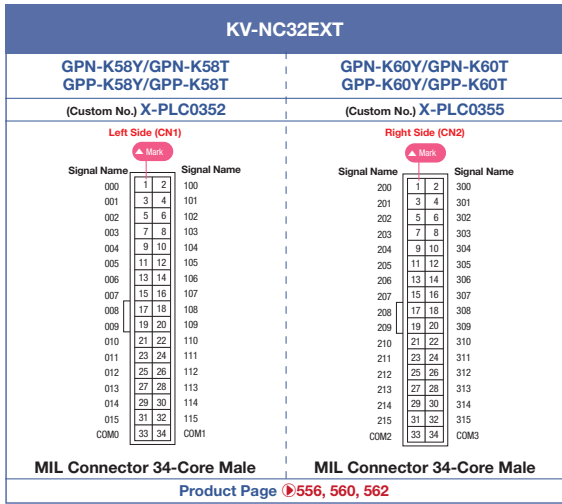 KV-NC32EXT
GPN-K58Y/GPN-K58T
GPP-K58Y/GPP-K58T
(Custom No.) X-PLC0352
Left Side (CN1)
▲ Mark
Signal Name Signal Name
000 1 2 100
001 3 4 101
002 5 6 102
003 7 8 103
004 9 10 104
005 11 12 105
006 13 14 106
007 15 16 107
008 17 18 108
009 19 20 109
010 21 22 110
011 23 24 111
012 25 26 112
013 27 28 113
014 29 30 114
015 31 32 115
COM0 33 34 COM1
MIL Connector 34-Core Male
GPN-K60Y/GPN-K60T
GPP-K60Y/GPP-K60T
(Custom No.) X-PLC0355
Right Side (CN2)
▲ Mark
Signal Name Signal Name
200 1 2 300
201 3 4 301
202 5 6 302
203 7 8 303
204 9 10 304
205 11 12 305
206 13 14 306
207 15 16 307
208 17 18 308
209 19 20 309
210 21 22 310
211 23 24 311
212 25 26 312
213 27 28 313
214 29 30 314
215 31 32 315
COM2 33 34 COM3
MIL Connector 34-Core Male
Product Page 556, 560, 562